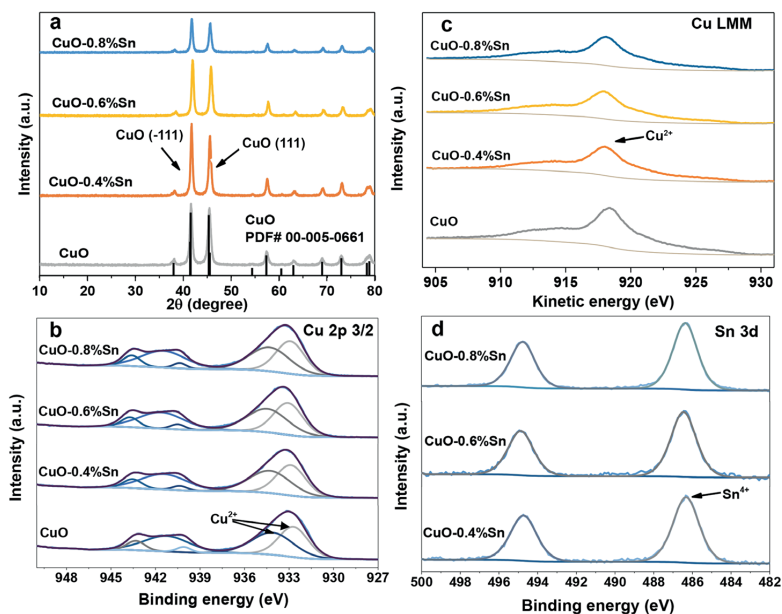 a
CuO-0.8%Sn
CuO-0.6%Sn
CuO (-111)
CuO (111)
CuO-0.4%Sn
CuO
PDF# 00-005-0661
CuO
Intensity (a.u.)
10 20 30 40 50 60 70 80
2θ (degree)
c
Cu LMM
CuO-0.8%Sn
CuO-0.6%Sn
Cu²⁺
CuO-0.4%Sn
CuO
Intensity (a.u.)
905 909 913 917 921 925 930
Kinetic energy (eV)
b
Cu 2p 3/2
CuO-0.8%Sn
CuO-0.6%Sn
CuO-0.4%Sn
Cu²⁺
CuO
Intensity (a.u.)
948 945 942 939 936 933 930 927
Binding energy (eV)
d
Sn 3d
CuO-0.8%Sn
CuO-0.6%Sn
Sn⁴⁺
CuO-0.4%Sn
Intensity (a.u.)
500 498 496 494 492 490 488 486 484 482
Binding energy (eV)